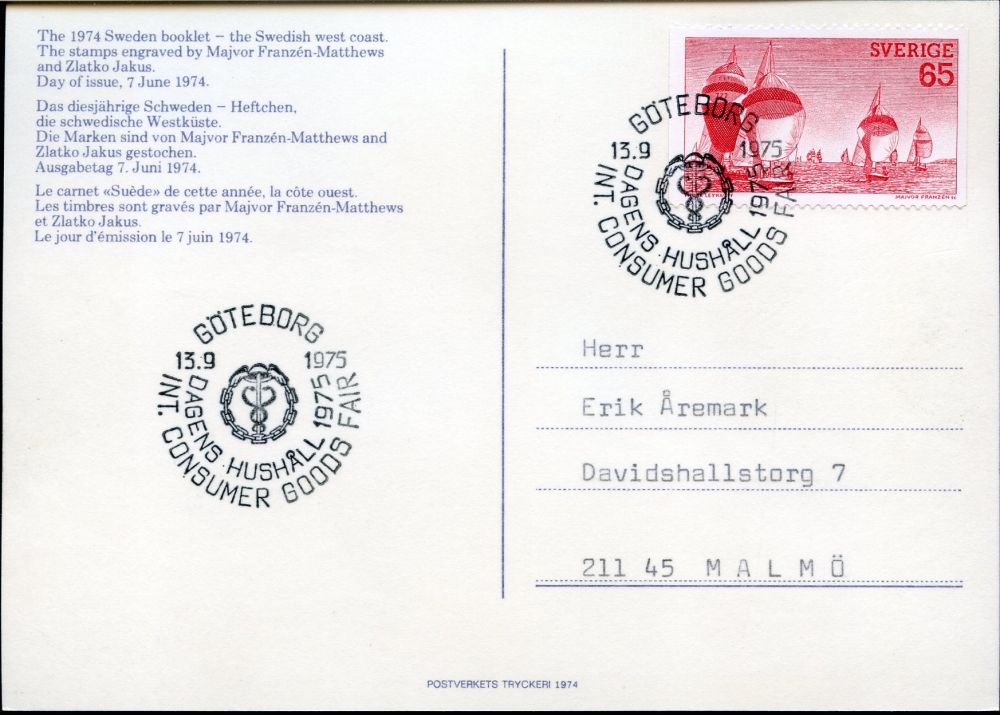 The 1974 Sweden booklet – the Swedish west coast.
The stamps engraved by Majvor Franzén-Matthews
and Zlatko Jakus.
Day of issue, 7 June 1974.
Das diesjährige Schweden – Heftchen,
die schwedische Westküste.
Die Marken sind von Majvor Franzén-Matthews and
Zlatko Jakus gestochen.
Ausgabetag 7. Juni 1974.
Le carnet «Suède» de cette année, la côte ouest.
Les timbres sont gravés par Majvor Franzén-Matthews
et Zlatko Jakus.
Le jour d'émission le 7 juin 1974.
SVERIGE
65
MAJVOR FRANZÉN SC
GÖTEBORG
13.9 1975
DAGENS HUSHÅLL 1975
INT. CONSUMER GOODS FAIR
GÖTEBORG
13.9 1975
DAGENS HUSHÅLL 1975
INT. CONSUMER GOODS FAIR
Herr
Erik Åremark
Davidshallstorg 7
211 45 M A L M Ö
POSTVERKETS TRYCKERI 1974